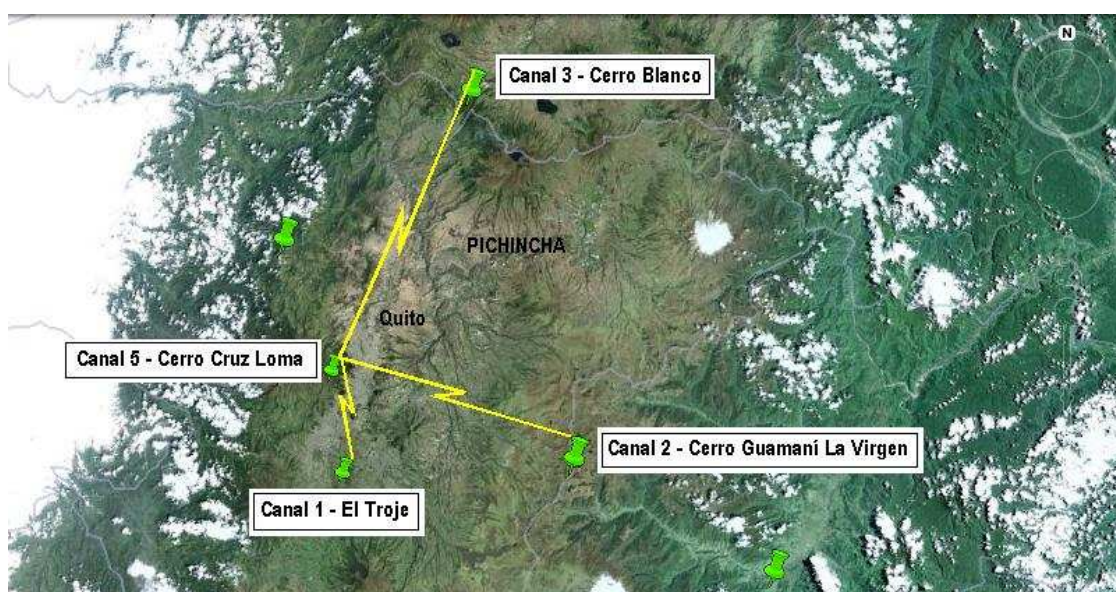 N
Canal 3 - Cerro Blanco
PICHINCHA
Quito
Canal 5 - Cerro Cruz Loma
Canal 2 - Cerro Guamaní La Virgen
Canal 1 - El Troje